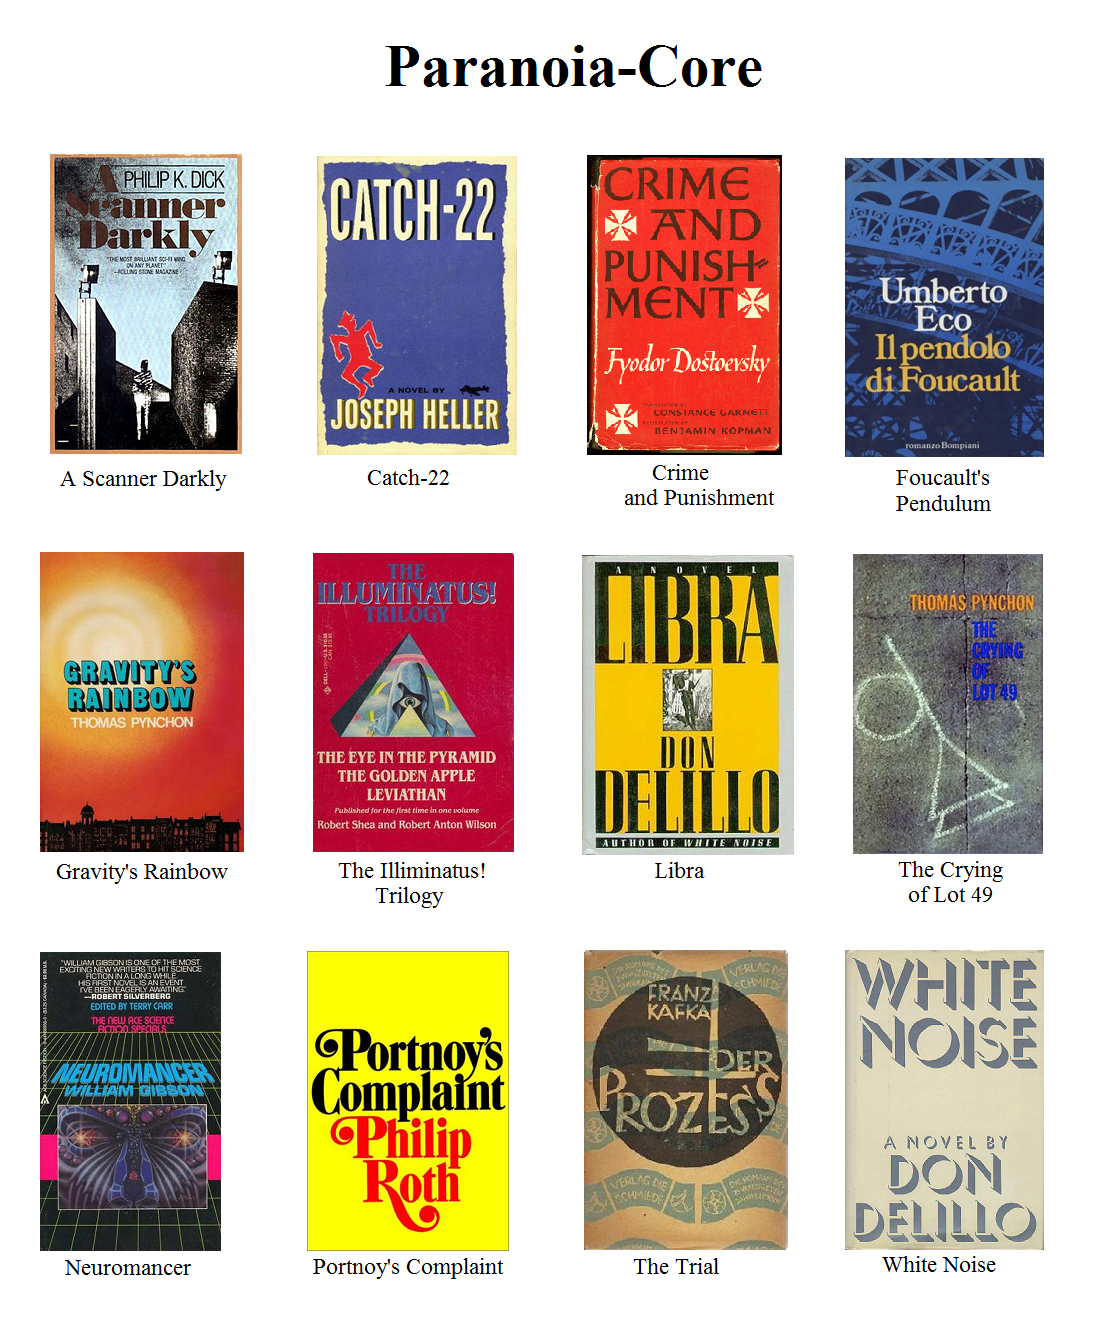 Paranoia-Core
A PHILIP K. DICK
Scanner
Darkly
"THE MOST BRILLIANT SCI-FI MIND
ON ANY PLANET"
—ROLLING STONE MAGAZINE
A Scanner Darkly
CATCH-22
A NOVEL BY
JOSEPH HELLER
Catch-22
CRIME
AND
PUNISH-
MENT
Fyodor Dostoevsky
TRANSLATED BY
CONSTANCE GARNETT
ILLUSTRATED BY
BENJAMIN KOPMAN
Crime
and Punishment
Umberto
Eco
Il pendolo
di Foucault
romanzo Bompiani
Foucault's
Pendulum
GRAVITY'S
RAINBOW
THOMAS PYNCHON
Gravity's Rainbow
THE
ILLUMINATUS!
TRILOGY
THE EYE IN THE PYRAMID
THE GOLDEN APPLE
LEVIATHAN
Published for the first time in one volume
Robert Shea and Robert Anton Wilson
The Illiminatus!
Trilogy
A NOVEL
LIBRA
DON
DELILLO
AUTHOR OF WHITE NOISE
Libra
THOMAS PYNCHON
THE
CRYING
OF
LOT 49
The Crying
of Lot 49
"WILLIAM GIBSON IS ONE OF THE MOST
EXCITING NEW WRITERS TO HIT SCIENCE
FICTION IN A LONG WHILE.
HIS FIRST NOVEL IS AN EVENT
I'VE BEEN EAGERLY AWAITING."
—ROBERT SILVERBERG
EDITED BY TERRY CARR
THE NEW ACE SCIENCE
FICTION SPECIALS
NEUROMANCER
WILLIAM GIBSON
Neuromancer
Portnoy's
Complaint
Philip
Roth
Portnoy's Complaint
FRANZ
KAFKA
DER
PROZESS
VERLAG DIE
SCHMIEDE
The Trial
WHITE
NOISE
A NOVEL BY
DON
DELILLO
White Noise